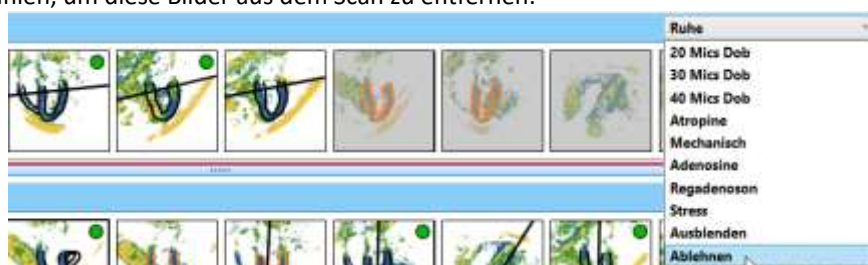 um diese Bilder aus dem Scan zu entfernen.
Ruhe
20 Mics Dob
30 Mics Dob
40 Mics Dob
Atropine
Mechanisch
Adenosine
Regadenoson
Stress
Ausblenden
Ablehnen